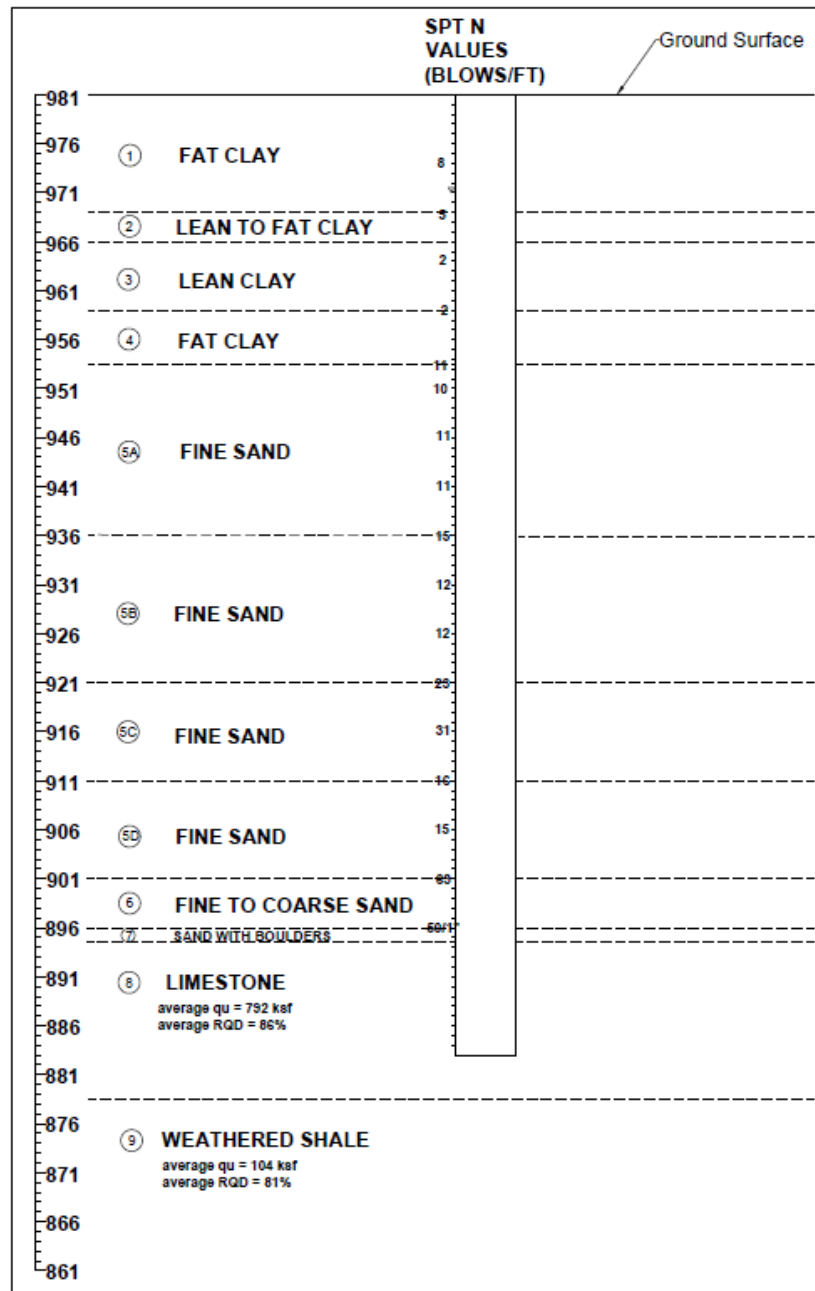 SPT N
VALUES
(BLOWS/FT)
Ground Surface
981
976
1 FAT CLAY
8
971
5
2 LEAN TO FAT CLAY
966
2
3 LEAN CLAY
961
2
956
4 FAT CLAY
11
951
10
946
11
5A FINE SAND
941
11
936
15
931
12
5B FINE SAND
926
12
921
23
916
31
5C FINE SAND
911
16
906
15
5D FINE SAND
901
6 FINE TO COARSE SAND
896
50/1"
7 SAND WITH BOULDERS
891
8 LIMESTONE
average qu = 792 ksf
average RQD = 86%
886
881
876
9 WEATHERED SHALE
average qu = 104 ksf
average RQD = 81%
871
866
861